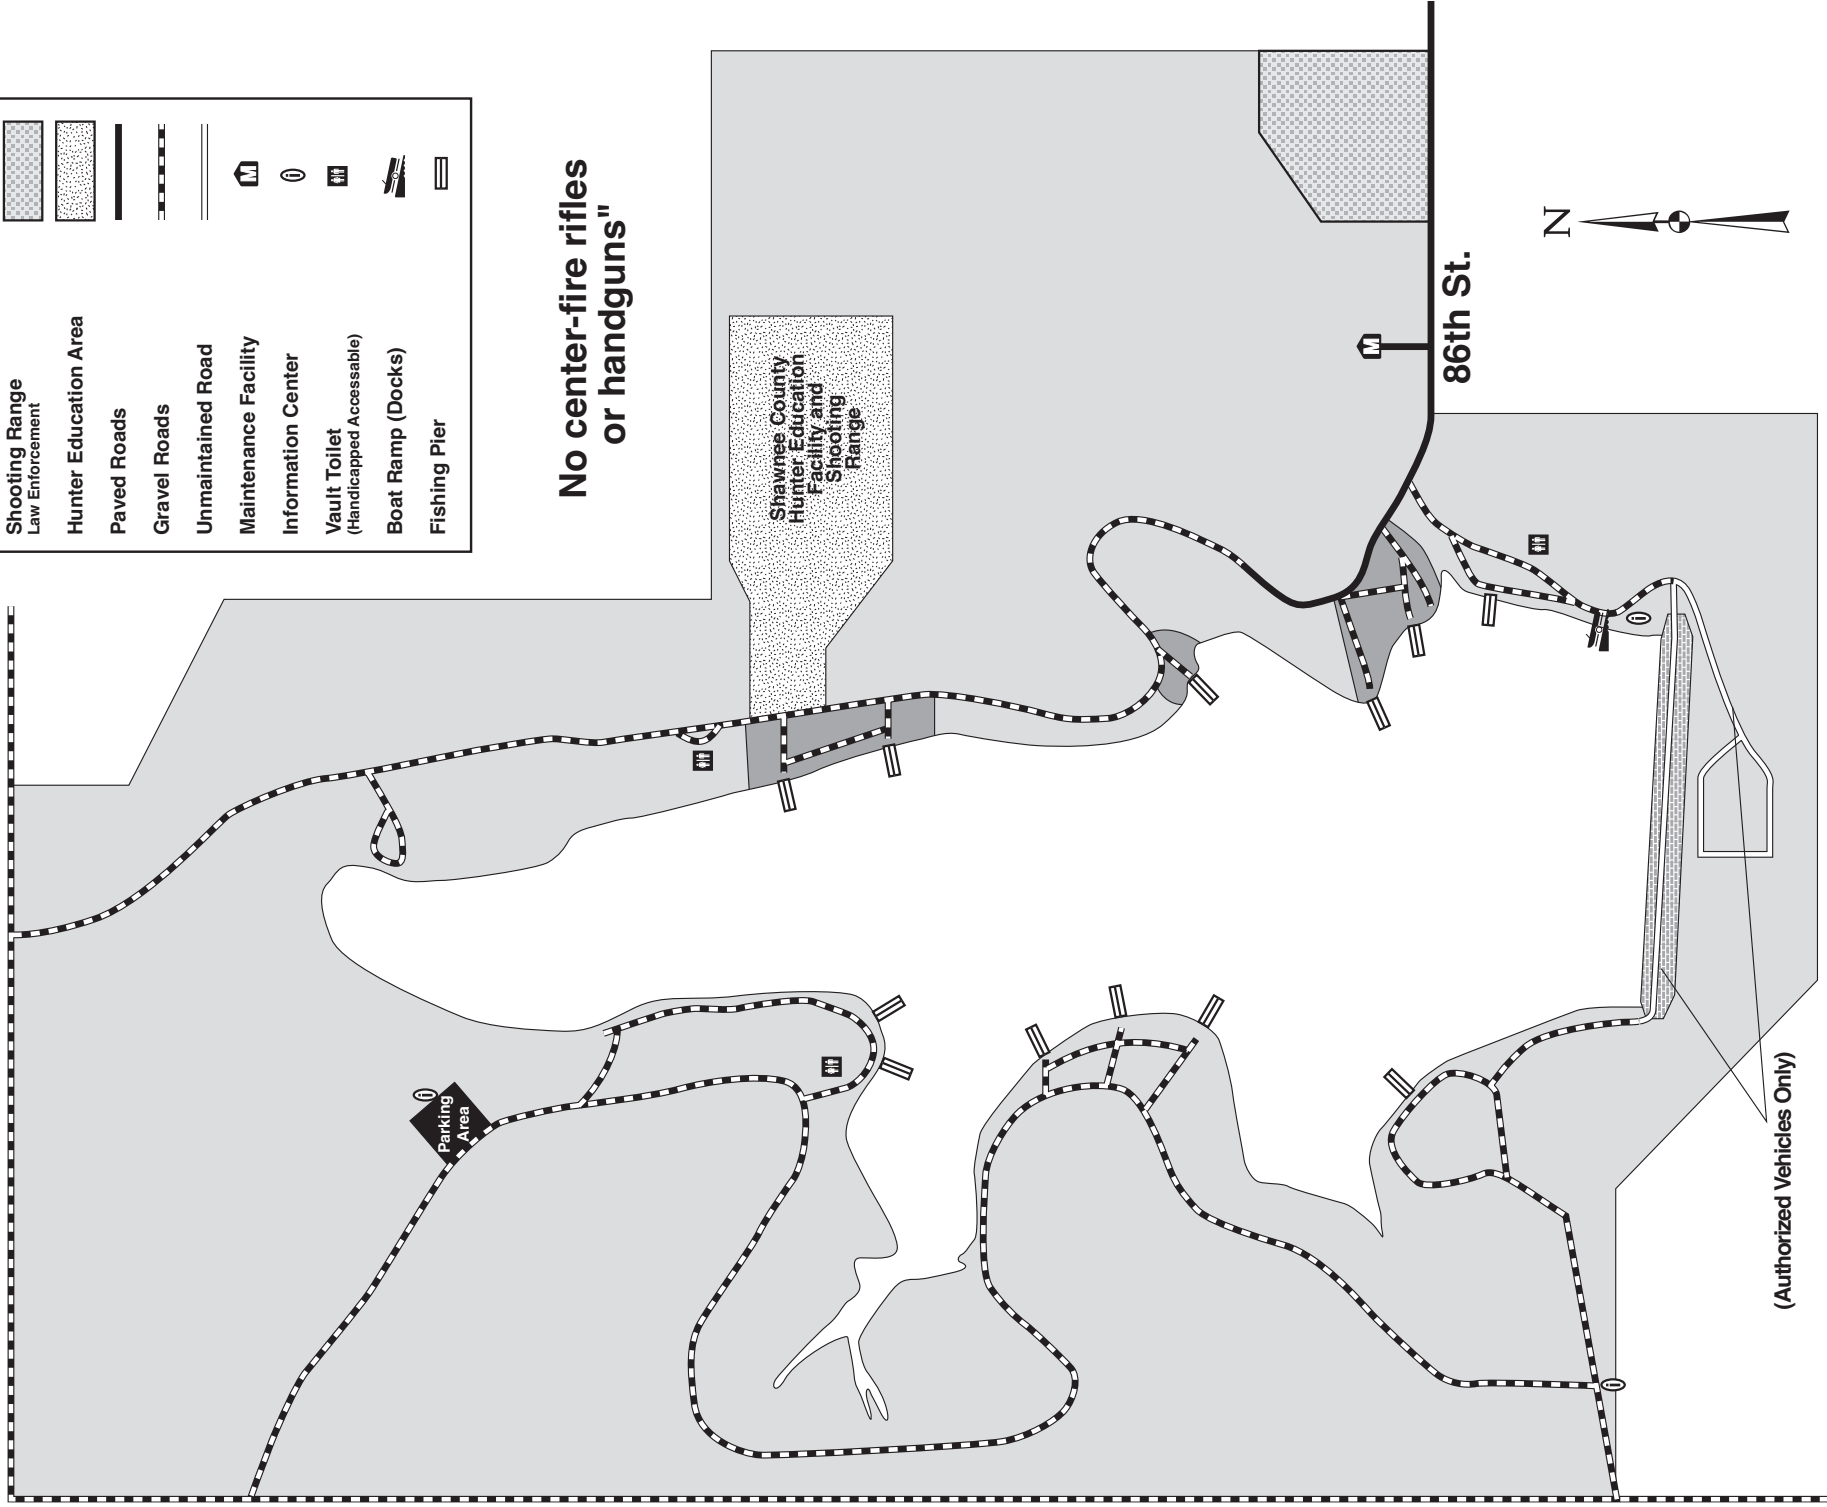 Shooting Range
Law Enforcement
Hunter Education Area
Paved Roads
Gravel Roads
Unmaintained Road
Maintenance Facility
M
Information Center
i
Vault Toilet
(Handicapped Accessable)
Boat Ramp (Docks)
Fishing Pier
No center-fire rifles
or handguns"
Shawnee County
Hunter Education
Facility and
Shooting
Range
M
86th St.
N
i
i
Parking
Area
i
(Authorized Vehicles Only)